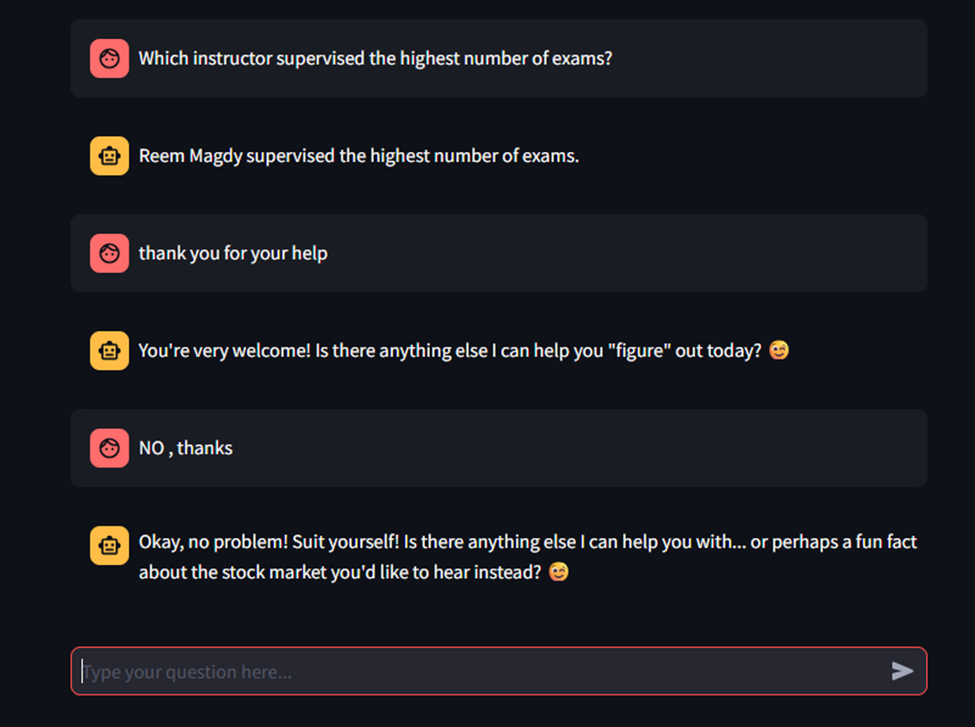 Which instructor supervised the highest number of exams?
Reem Magdy supervised the highest number of exams.
thank you for your help
You're very welcome! Is there anything else I can help you "figure" out today? 😉
NO , thanks
Okay, no problem! Suit yourself! Is there anything else I can help you with... or perhaps a fun fact
about the stock market you'd like to hear instead? 😉
Type your question here...